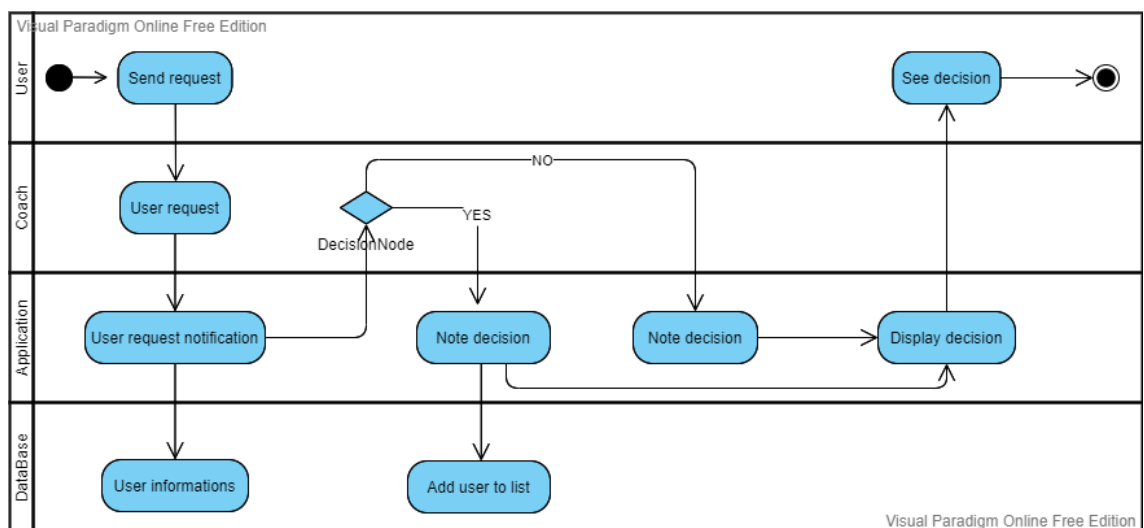 Visual Paradigm Online Free Edition
User
Send request
See decision
Coach
NO
User request
YES
DecisionNode
Application
User request notification
Note decision
Note decision
Display decision
DataBase
User informations
Add user to list
Visual Paradigm Online Free Edition